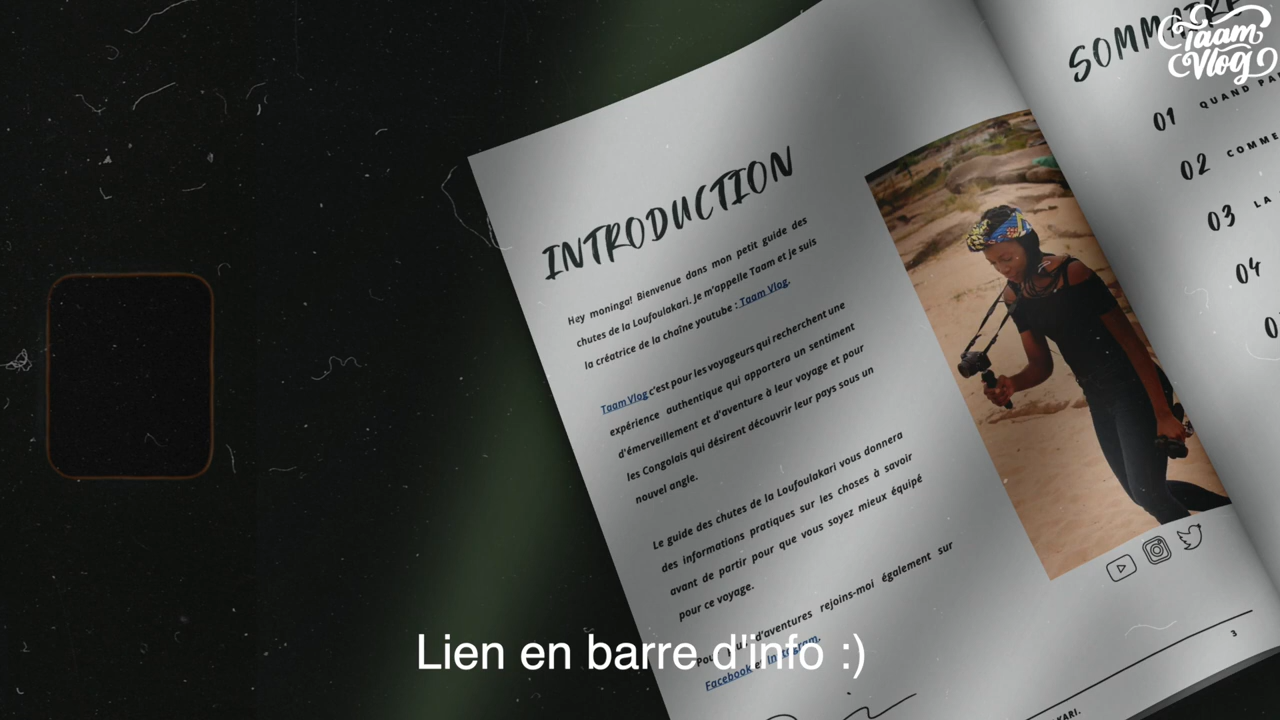 Taam
Vlog
INTRODUCTION
Hey moninga! Bienvenue dans mon petit guide des
chutes de la Loufoulakari. Je m'appelle Taam et je suis
la créatrice de la chaîne youtube : Taam Vlog.
Taam Vlog c'est pour les voyageurs qui recherchent une
expérience authentique qui apportera un sentiment
d'émerveillement et d'aventure à leur voyage et pour
les Congolais qui désirent découvrir leur pays sous un
nouvel angle.
Le guide des chutes de la Loufoulakari vous donnera
des informations pratiques sur les choses à savoir
avant de partir pour que vous soyez mieux équipé
pour ce voyage.
d'aventures rejoins-moi également sur
Facebook et Instagram.
3
SOMMAIRE
01 QUAND
02
03 LA
04
Lien en barre d'info :)